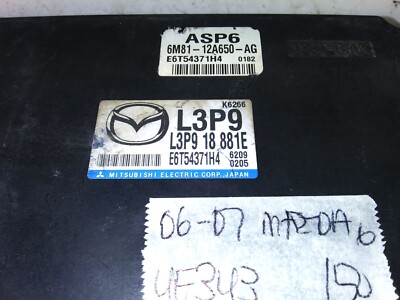 ASP6
6M81-12A650-AG
E6T54371H4 0182
K6266
L3P9
L3P9 18 881E
E6T54371H4 6209
0205
MITSUBISHI ELECTRIC CORP., JAPAN
06-07 MAZDA 6
4F343 150